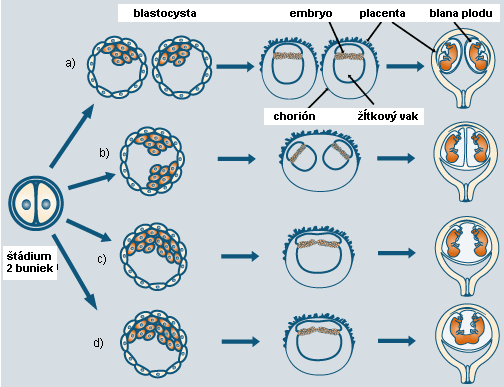 blastocysta
embryo
placenta
blana plodu
a)
chorión
žĺtkový vak
b)
štádium
2 buniek
c)
d)